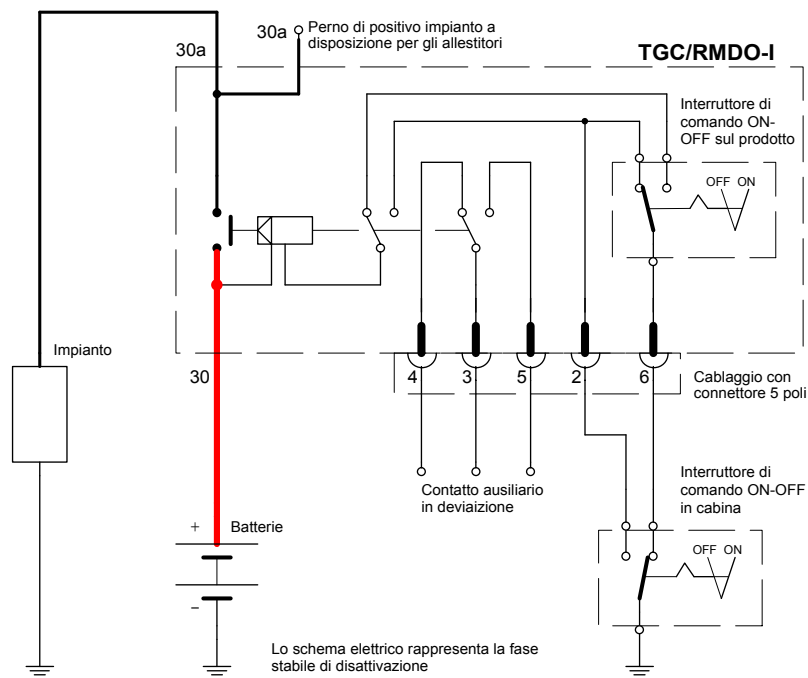 30a
30a
Perno di positivo impianto a
disposizione per gli allestitori
TGC/RMDO-I
Interruttore di
comando ON-
OFF sul prodotto
OFF ON
Impianto
30
4
3
5
2
6
Cablaggio con
connettore 5 poli
Contatto ausiliario
in deviaizione
Interruttore di
comando ON-OFF
in cabina
+
Batterie
OFF ON
−
Lo schema elettrico rappresenta la fase
stabile di disattivazione